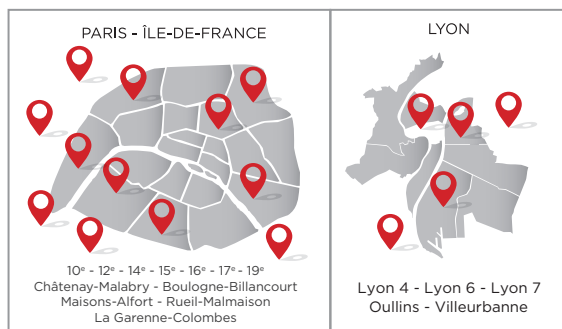 PARIS - ÎLE-DE-FRANCE
10e - 12e - 14e - 15e - 16e - 17e - 19e
Châtenay-Malabry - Boulogne-Billancourt
Maisons-Alfort - Rueil-Malmaison
La Garenne-Colombes
LYON
Lyon 4 - Lyon 6 - Lyon 7
Oullins - Villeurbanne